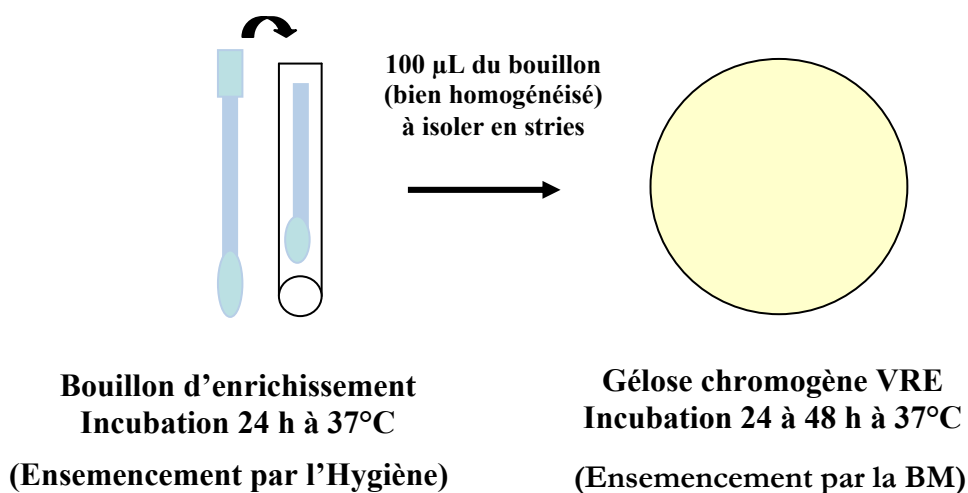 100 µL du bouillon
(bien homogénéisé)
à isoler en stries
Bouillon d’enrichissement
Incubation 24 h à 37°C
(Ensemencement par l’Hygiène)
Gélose chromogène VRE
Incubation 24 à 48 h à 37°C
(Ensemencement par la BM)